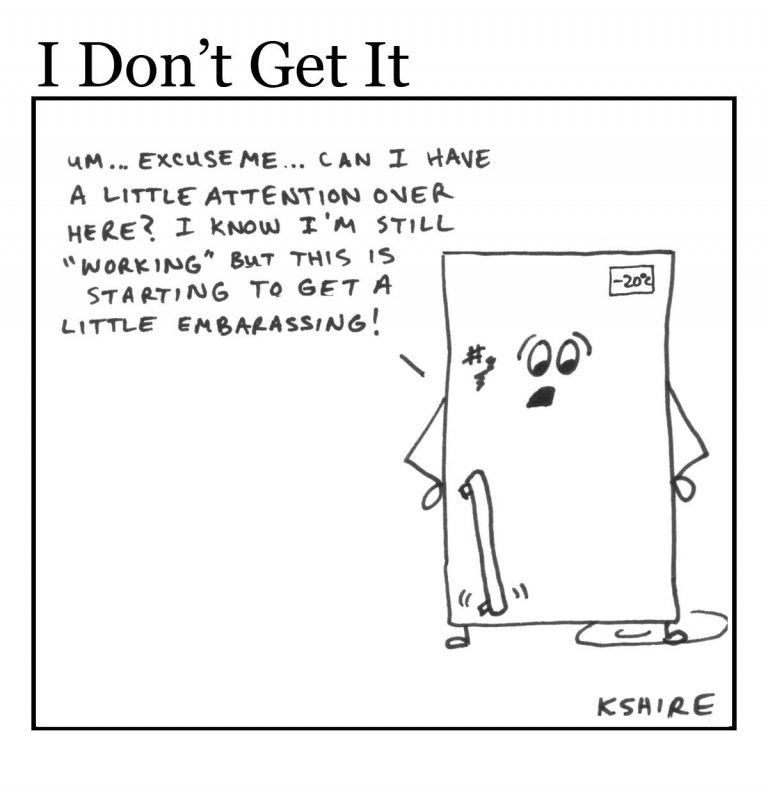 I Don't Get It
UM... EXCUSE ME... CAN I HAVE
A LITTLE ATTENTION OVER
HERE? I KNOW I'M STILL
"WORKING" BUT THIS IS
STARTING TO GET A
LITTLE EMBARASSING!
-20°C
#
KSHIRE